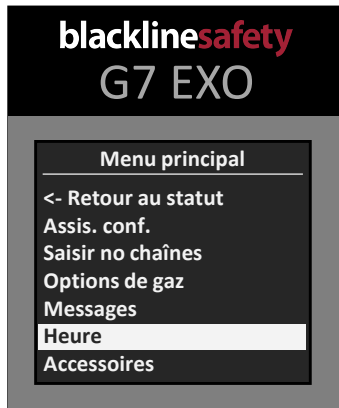 blacklinesafety
G7 EXO
Menu principal
<- Retour au statut
Assis. conf.
Saisir no chaînes
Options de gaz
Messages
Heure
Accessoires